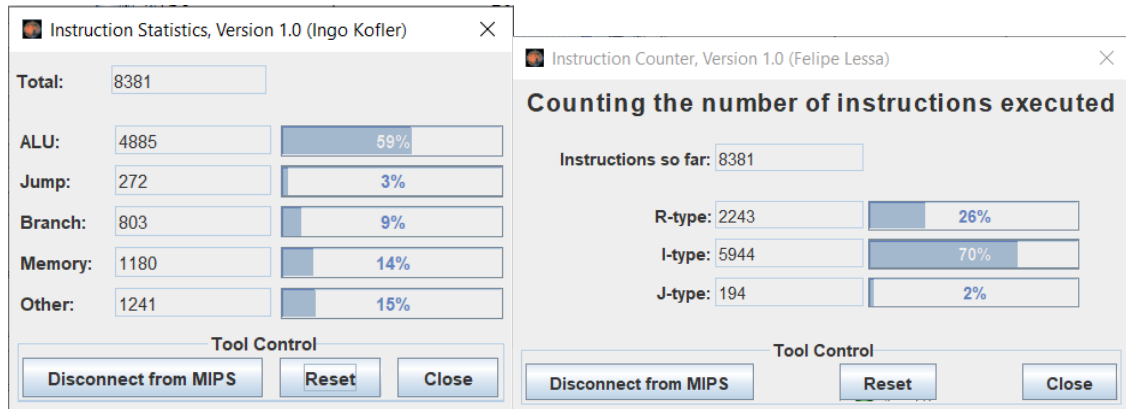 Instruction Statistics, Version 1.0 (Ingo Kofler)
Total: 8381
ALU: 4885 59%
Jump: 272 3%
Branch: 803 9%
Memory: 1180 14%
Other: 1241 15%
Tool Control
Disconnect from MIPS Reset Close
Instruction Counter, Version 1.0 (Felipe Lessa)
Counting the number of instructions executed
Instructions so far: 8381
R-type: 2243 26%
I-type: 5944 70%
J-type: 194 2%
Tool Control
Disconnect from MIPS Reset Close